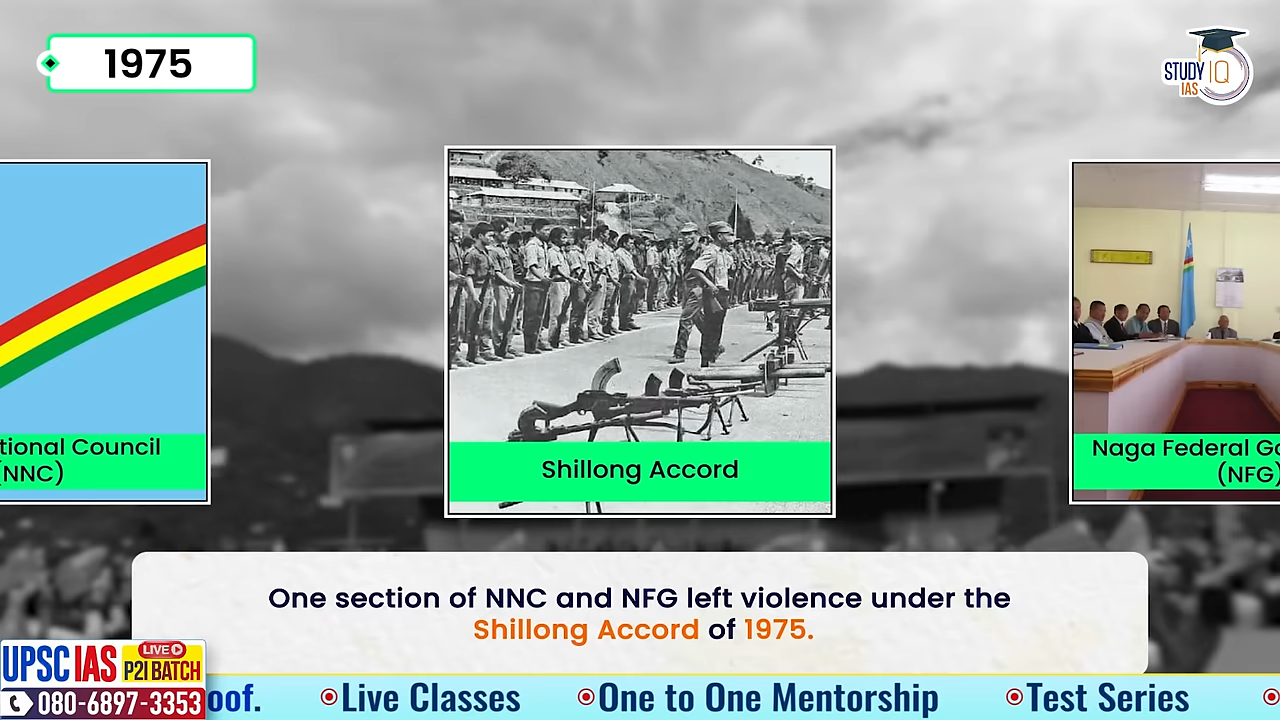 1975
STUDY IQ
IAS
tional Council
(NNC)
Shillong Accord
Naga Federal Go
(NFG)
One section of NNC and NFG left violence under the
Shillong Accord of 1975.
UPSC IAS
LIVE
P2I BATCH
080-6897-3353
oof.
Live Classes
One to One Mentorship
Test Series